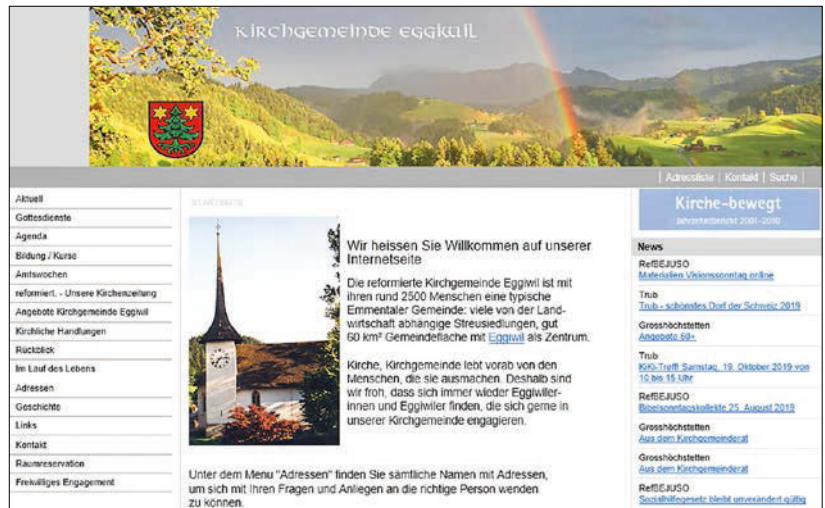 Kirchgemeinde Eggiwil
| Adressliste | Kontakt | Suche |
Aktuell
Gottesdienste
Agenda
Bildung / Kurse
Amtswochen
reformiert. - Unsere Kirchenzeitung
Angebote Kirchgemeinde Eggiwil
Kirchliche Handlungen
Rückblick
Im Lauf des Lebens
Adressen
Geschichte
Links
Kontakt
Raumreservation
Freiwilliges Engagement
STARTSEITE
Wir heissen Sie Willkommen auf unserer
Internetseite
Die reformierte Kirchgemeinde Eggiwil ist mit
ihren rund 2500 Menschen eine typische
Emmentaler Gemeinde: viele von der Land-
wirtschaft abhängige Streusiedlungen, gut
60 km² Gemeindefläche mit Eggiwil als Zentrum.
Kirche, Kirchgemeinde lebt vorab von den
Menschen, die sie ausmachen. Deshalb sind
wir froh, dass sich immer wieder Eggiwiler-
innen und Eggiwiler finden, die sich gerne in
unserer Kirchgemeinde engagieren.
Unter dem Menu "Adressen" finden Sie sämtliche Namen mit Adressen,
um sich mit Ihren Fragen und Anliegen an die richtige Person wenden
zu können.
Kirche-bewegt
News
RefBEJUSO
Materialien Visionssonntag online
Trub
Trub - schönstes Dorf der Schweiz 2019
Grosshöchstetten
Angebote 60+
Trub
KiKi-Treff! Samstag, 19. Oktober 2019 von
10 bis 15 Uhr
RefBEJUSO
Bibelsonntagskollekte 25. August 2019
Grosshöchstetten
Aus dem Kirchgemeinderat
Grosshöchstetten
Aus dem Kirchgemeinderat
RefBEJUSO
Sozialhilfegesetz bleibt unverändert gültig